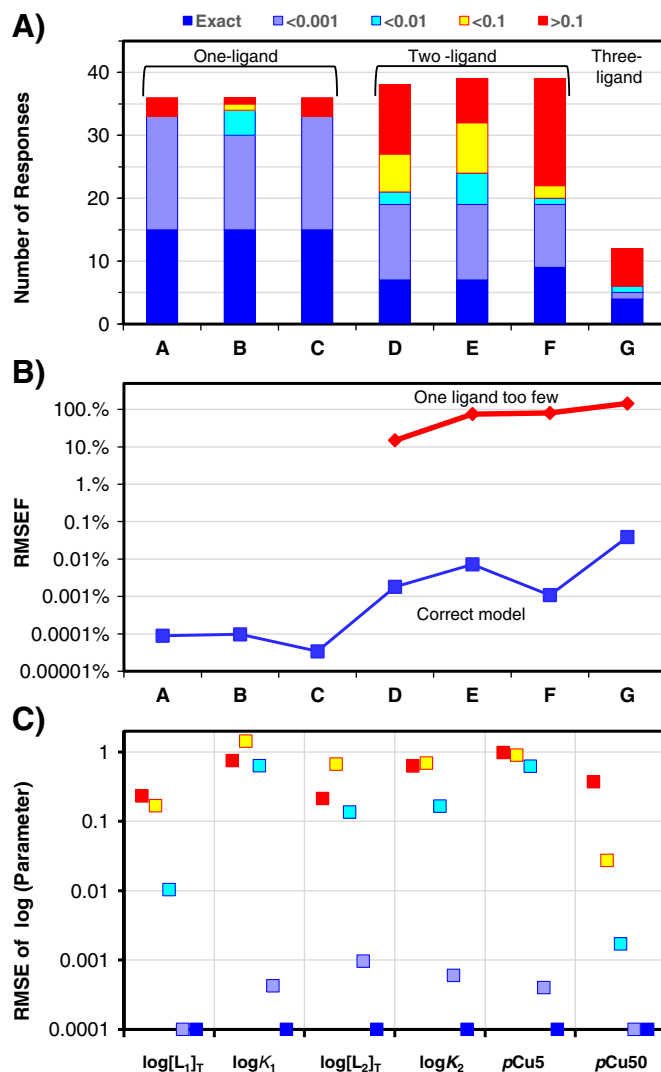 A)
Exact <0.001 <0.01 <0.1 >0.1
One-ligand Two -ligand Three-
ligand
Number of Responses
40
30
20
10
0
A B C D E F G
B)
One ligand too few
RMSEF
100.%
10.%
1.%
0.1%
0.01%
0.001%
0.0001%
0.00001%
Correct model
A B C D E F G
C)
RMSE of log (Parameter)
1
0.1
0.01
0.001
0.0001
log[L₁]T logK₁ log[L₂]T logK₂ pCu5 pCu50